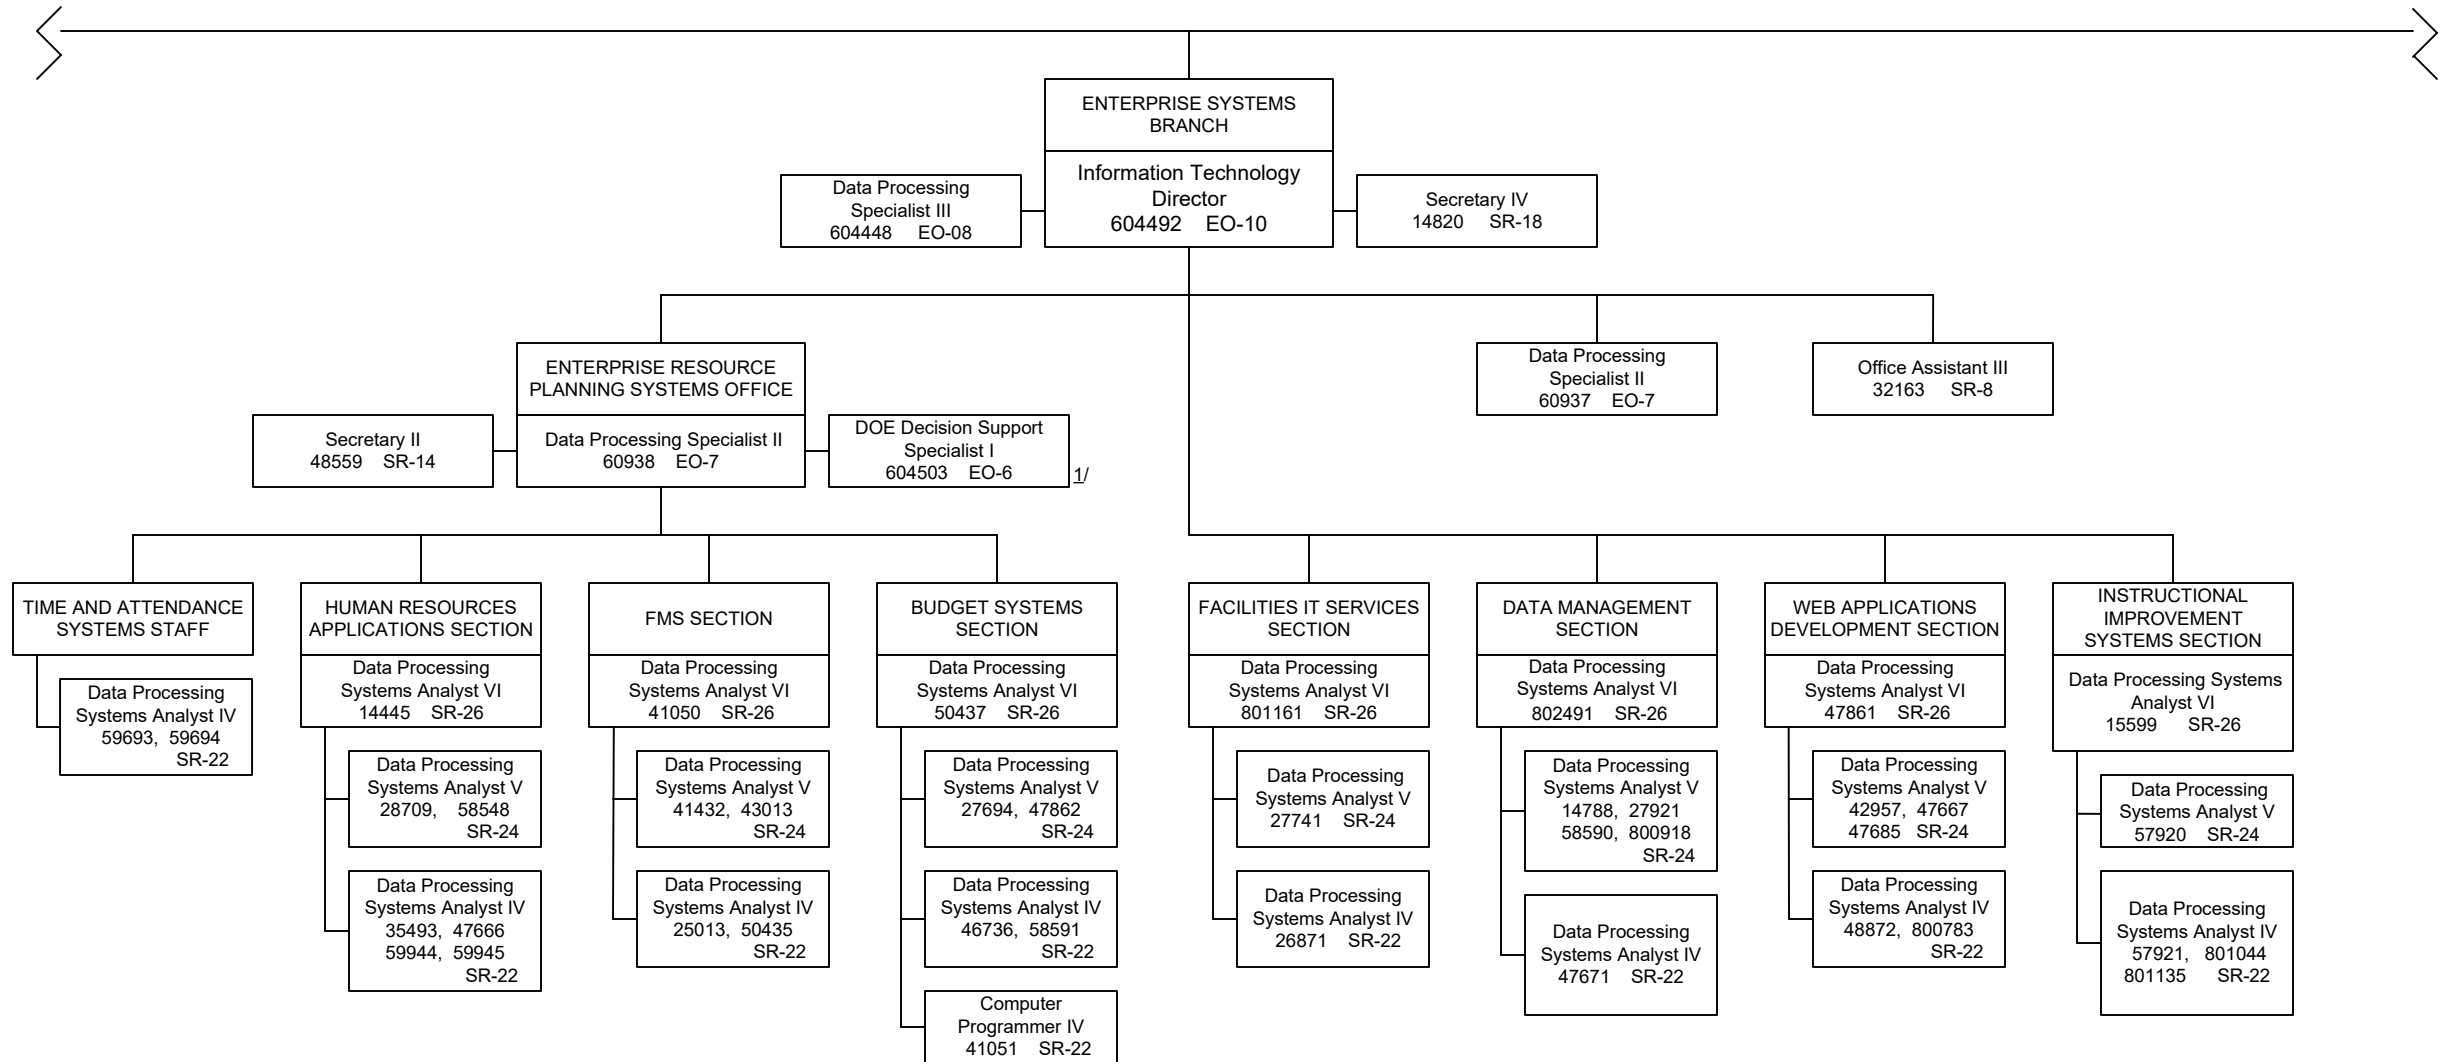 ENTERPRISE SYSTEMS
BRANCH
Information Technology
Director
604492 EO-10
Data Processing
Specialist III
604448 EO-08
Secretary IV
14820 SR-18
ENTERPRISE RESOURCE
PLANNING SYSTEMS OFFICE
Data Processing Specialist II
60938 EO-7
Secretary II
48559 SR-14
DOE Decision Support
Specialist I
604503 EO-6
1/
Data Processing
Specialist II
60937 EO-7
Office Assistant III
32163 SR-8
TIME AND ATTENDANCE
SYSTEMS STAFF
Data Processing
Systems Analyst IV
59693, 59694
SR-22
HUMAN RESOURCES
APPLICATIONS SECTION
Data Processing
Systems Analyst VI
14445 SR-26
Data Processing
Systems Analyst V
28709, 58548
SR-24
Data Processing
Systems Analyst IV
35493, 47666
59944, 59945
SR-22
FMS SECTION
Data Processing
Systems Analyst VI
41050 SR-26
Data Processing
Systems Analyst V
41432, 43013
SR-24
Data Processing
Systems Analyst IV
25013, 50435
SR-22
BUDGET SYSTEMS
SECTION
Data Processing
Systems Analyst VI
50437 SR-26
Data Processing
Systems Analyst V
27694, 47862
SR-24
Data Processing
Systems Analyst IV
46736, 58591
SR-22
Computer
Programmer IV
41051 SR-22
FACILITIES IT SERVICES
SECTION
Data Processing
Systems Analyst VI
801161 SR-26
Data Processing
Systems Analyst V
27741 SR-24
Data Processing
Systems Analyst IV
26871 SR-22
DATA MANAGEMENT
SECTION
Data Processing
Systems Analyst VI
802491 SR-26
Data Processing
Systems Analyst V
14788, 27921
58590, 800918
SR-24
Data Processing
Systems Analyst IV
47671 SR-22
WEB APPLICATIONS
DEVELOPMENT SECTION
Data Processing
Systems Analyst VI
47861 SR-26
Data Processing
Systems Analyst V
42957, 47667
47685 SR-24
Data Processing
Systems Analyst IV
48872, 800783
SR-22
INSTRUCTIONAL
IMPROVEMENT
SYSTEMS SECTION
Data Processing Systems
Analyst VI
15599 SR-26
Data Processing
Systems Analyst V
57920 SR-24
Data Processing
Systems Analyst IV
57921, 801044
801135 SR-22